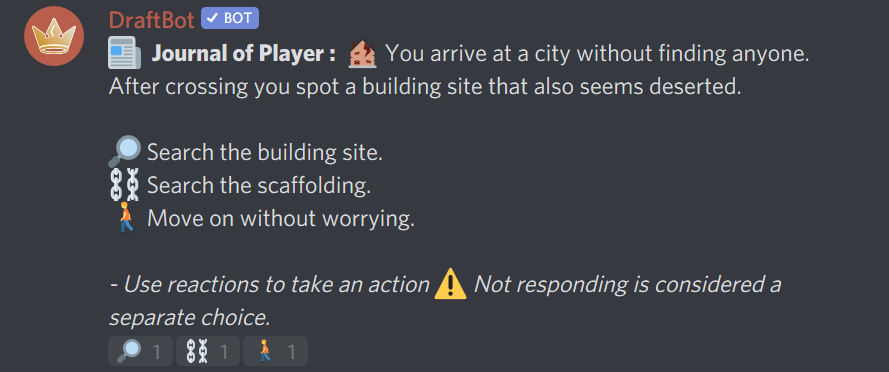 DraftBot ✓ BOT
📰 Journal of Player : 🏚 You arrive at a city without finding anyone.
After crossing you spot a building site that also seems deserted.
🔎 Search the building site.
⛓ Search the scaffolding.
🚶 Move on without worrying.
- Use reactions to take an action ⚠ Not responding is considered a
separate choice.
🔎 1 ⛓ 1 🚶 1